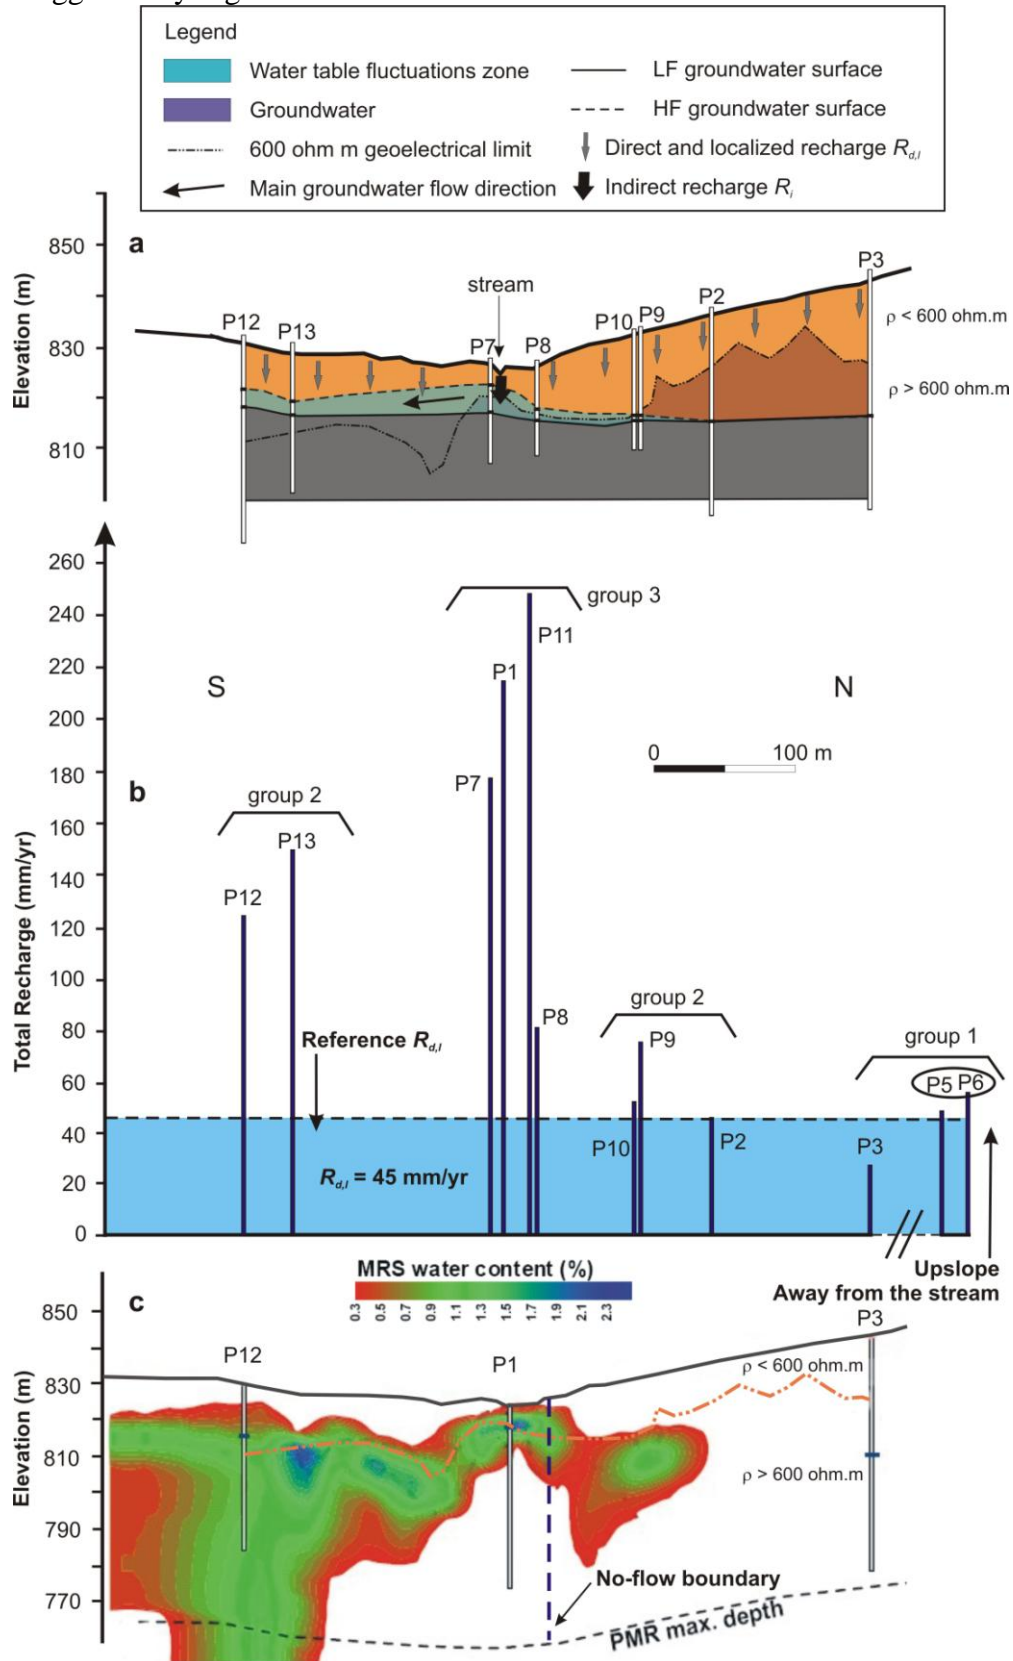 Legend
Water table fluctuations zone
LF groundwater surface
Groundwater
HF groundwater surface
600 ohm m geoelectrical limit
Direct and localized recharge Rd,l
Main groundwater flow direction
Indirect recharge Ri
a
Elevation (m)
850
830
810
stream
P12
P13
P7
P8
P10
P9
P2
P3
ρ < 600 ohm.m
ρ > 600 ohm.m
b
Total Recharge (mm/yr)
260
240
220
200
180
160
140
120
100
80
60
40
20
0
S
N
0 100 m
group 3
P11
P1
P7
group 2
P13
P12
P8
group 2
P9
P10
P2
group 1
P5 P6
P3
Reference Rd,l
Rd,l = 45 mm/yr
Upslope
Away from the stream
c
MRS water content (%)
0.3 0.5 0.7 0.9 1.1 1.3 1.5 1.7 1.9 2.1 2.3
Elevation (m)
850
830
810
790
770
P12
P1
P3
ρ < 600 ohm.m
ρ > 600 ohm.m
No-flow boundary
PMR max. depth